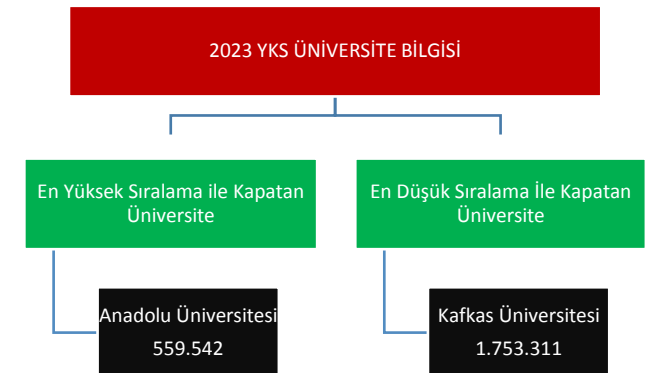 2023 YKS ÜNİVERSİTE BİLGİSİ
En Yüksek Sıralama ile Kapatan
Üniversite
Anadolu Üniversitesi
559.542
En Düşük Sıralama İle Kapatan
Üniversite
Kafkas Üniversitesi
1.753.311